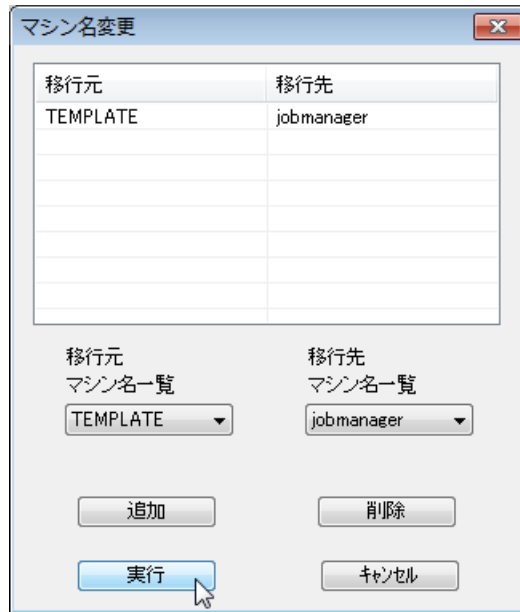 マシン名変更
移行元 移行先
TEMPLATE jobmanager
移行元 移行先
マシン名一覧 マシン名一覧
TEMPLATE jobmanager
追加 削除
実行 ｷｬﾝｾﾙ